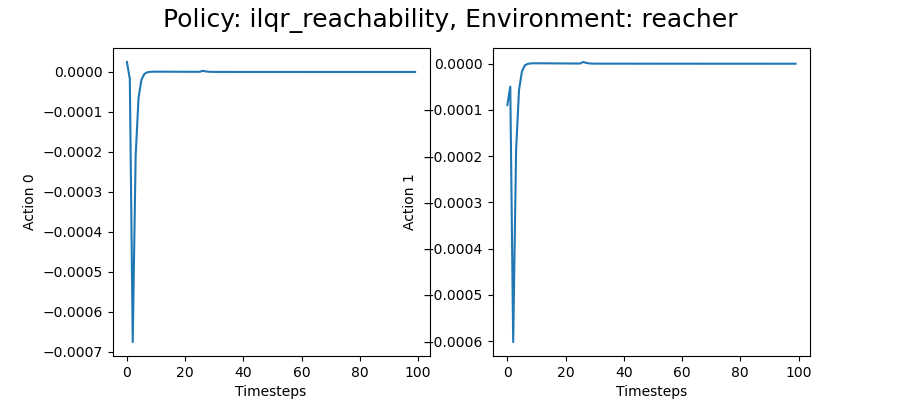 Policy: ilqr_reachability, Environment: reacher
0.0000
−0.0001
−0.0002
−0.0003
−0.0004
−0.0005
−0.0006
−0.0007
Action 0
0 20 40 60 80 100
Timesteps
0.0000
−0.0001
−0.0002
−0.0003
−0.0004
−0.0005
−0.0006
Action 1
0 20 40 60 80 100
Timesteps